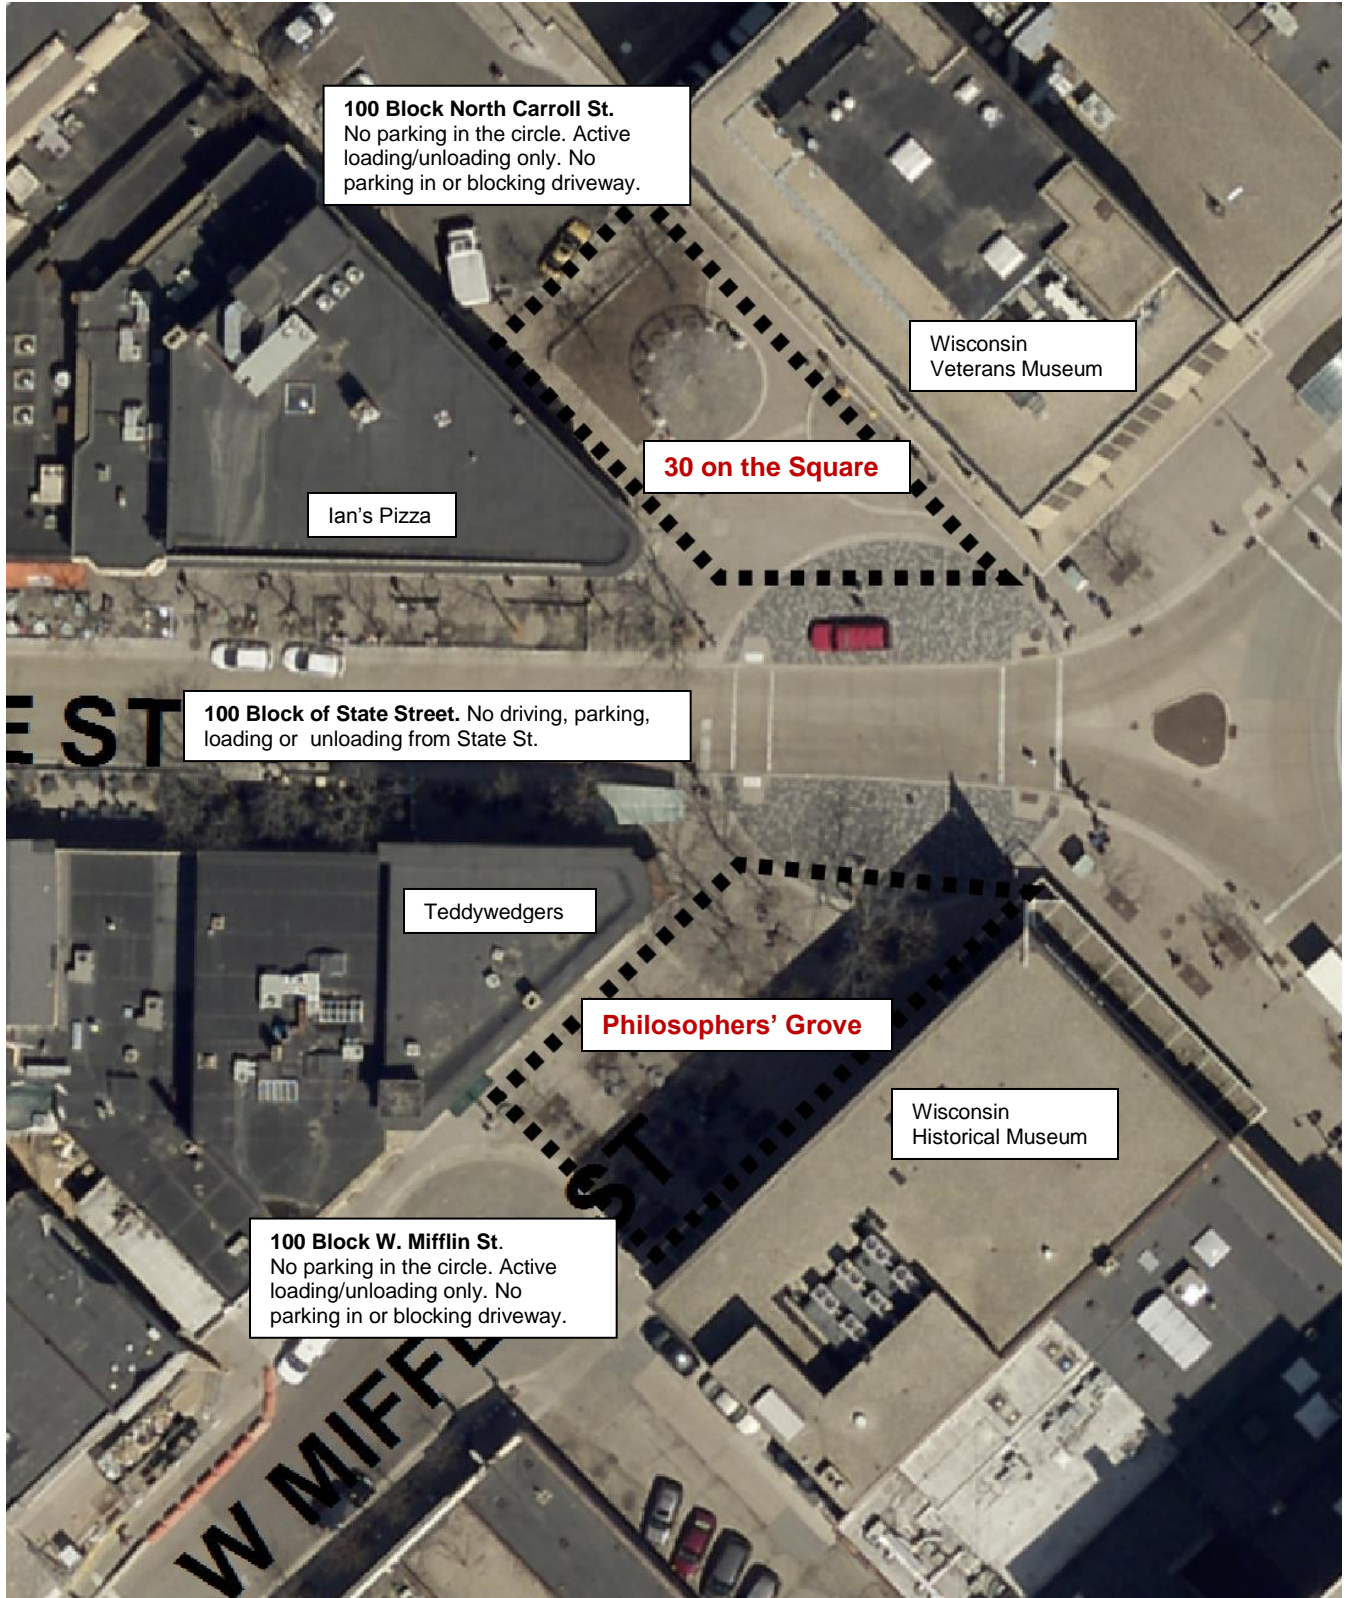 100 Block North Carroll St.
No parking in the circle. Active
loading/unloading only. No
parking in or blocking driveway.
Wisconsin
Veterans Museum
30 on the Square
Ian's Pizza
E ST
100 Block of State Street. No driving, parking,
loading or unloading from State St.
Teddywedgers
Philosophers' Grove
Wisconsin
Historical Museum
ST
100 Block W. Mifflin St.
No parking in the circle. Active
loading/unloading only. No
parking in or blocking driveway.
W MIFFL